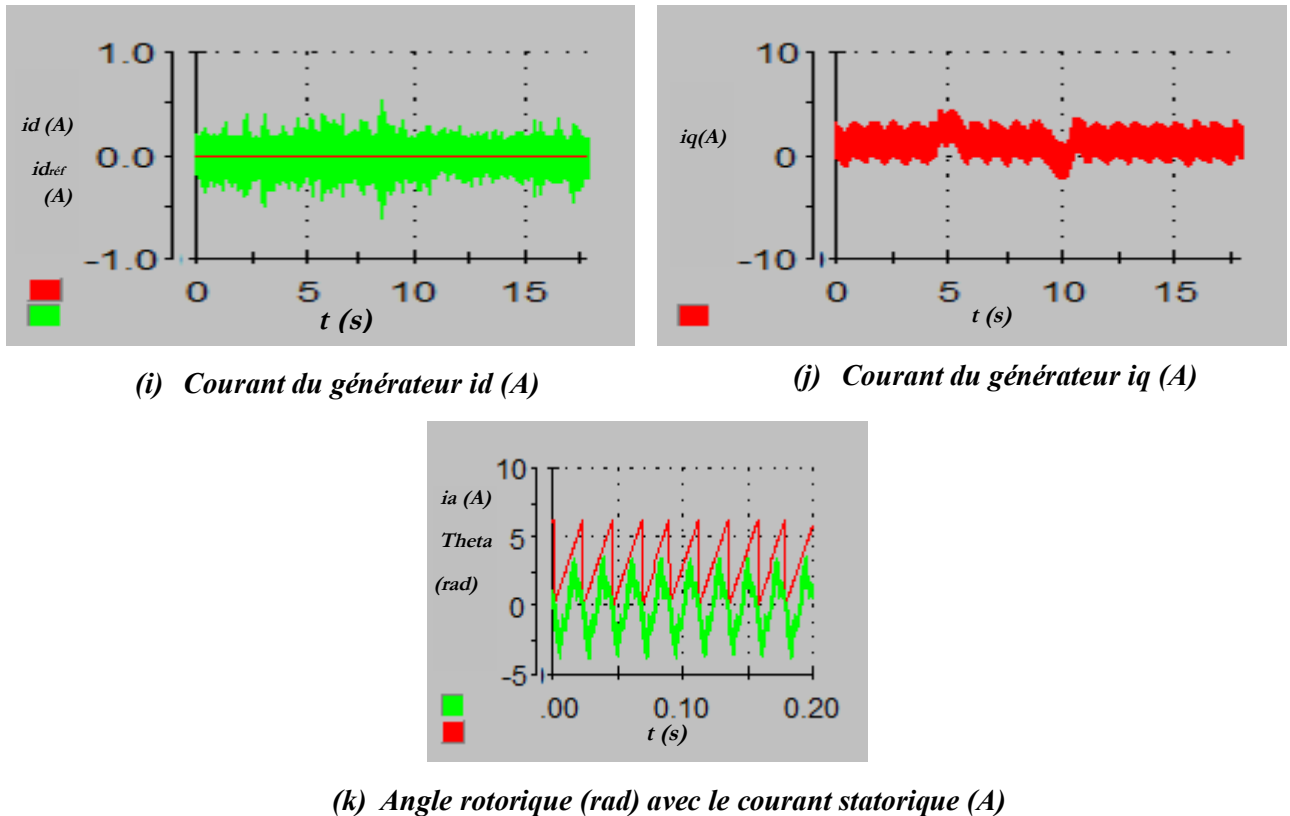 1.0
id (A)
0.0
idréf
(A)
-1.0
0 5 10 15
t (s)
10
iq(A)
0
-10
0 5 10 15
t (s)
(i) Courant du générateur id (A)
(j) Courant du générateur iq (A)
10
ia (A)
Theta
5
(rad)
0
-5
.00 0.10 0.20
t (s)
(k) Angle rotorique (rad) avec le courant statorique (A)